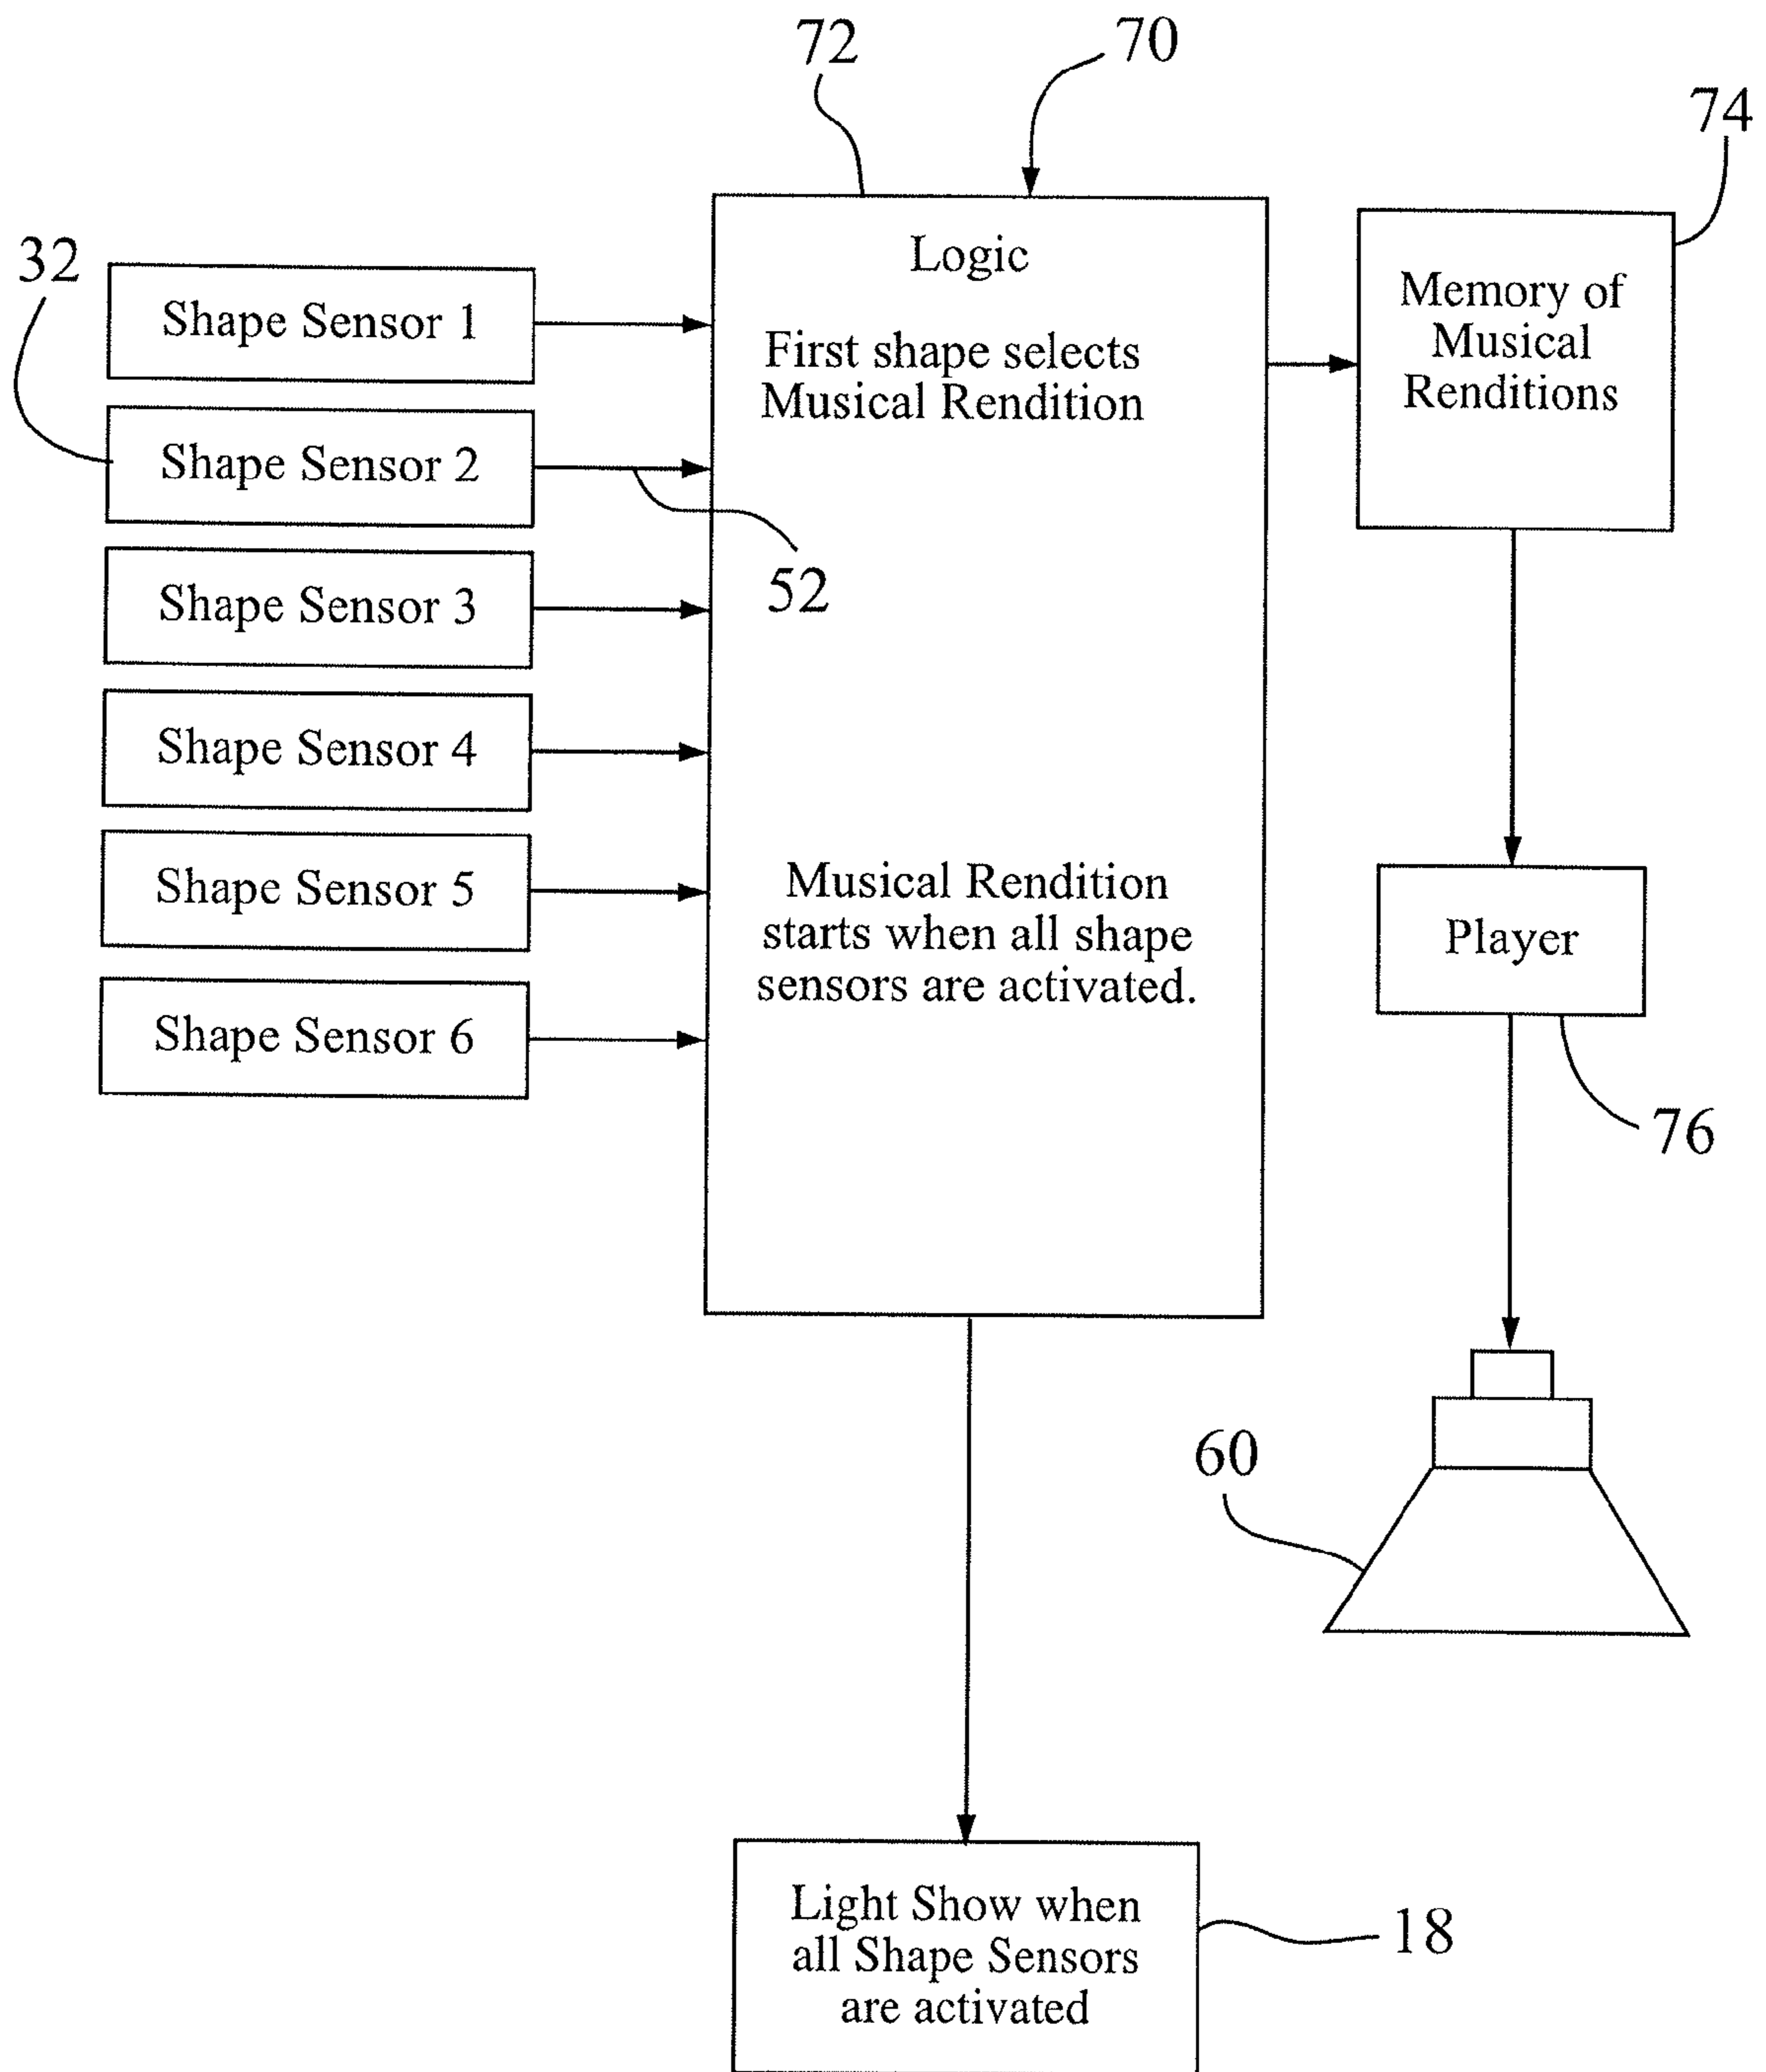 72
70
74
32
Shape Sensor 1
Shape Sensor 2
Shape Sensor 3
Shape Sensor 4
Shape Sensor 5
Shape Sensor 6
52
Logic
First shape selects
Musical Rendition
Musical Rendition
starts when all shape
sensors are activated.
Memory of
Musical
Renditions
Player
76
60
Light Show when
all Shape Sensors
are activated
18